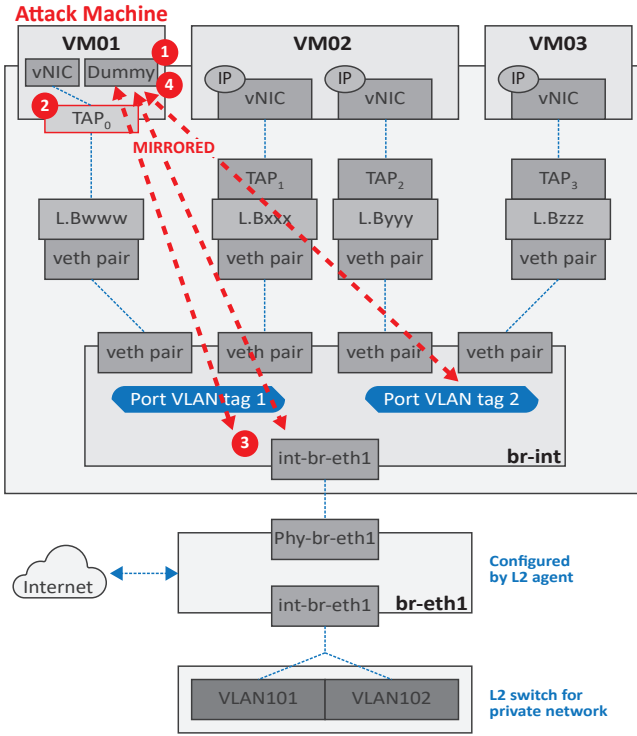 Attack Machine
VM01
VM02
VM03
1
vNIC
Dummy
IP
IP
IP
4
vNIC
vNIC
vNIC
2
TAP0
MIRRORED
TAP1
TAP2
TAP3
L.Bwww
L.Bxxx
L.Byyy
L.Bzzz
veth pair
veth pair
veth pair
veth pair
veth pair
veth pair
veth pair
veth pair
Port VLAN tag 1
Port VLAN tag 2
3
int-br-eth1
br-int
Phy-br-eth1
Internet
Configured
by L2 agent
int-br-eth1
br-eth1
VLAN101
VLAN102
L2 switch for
private network